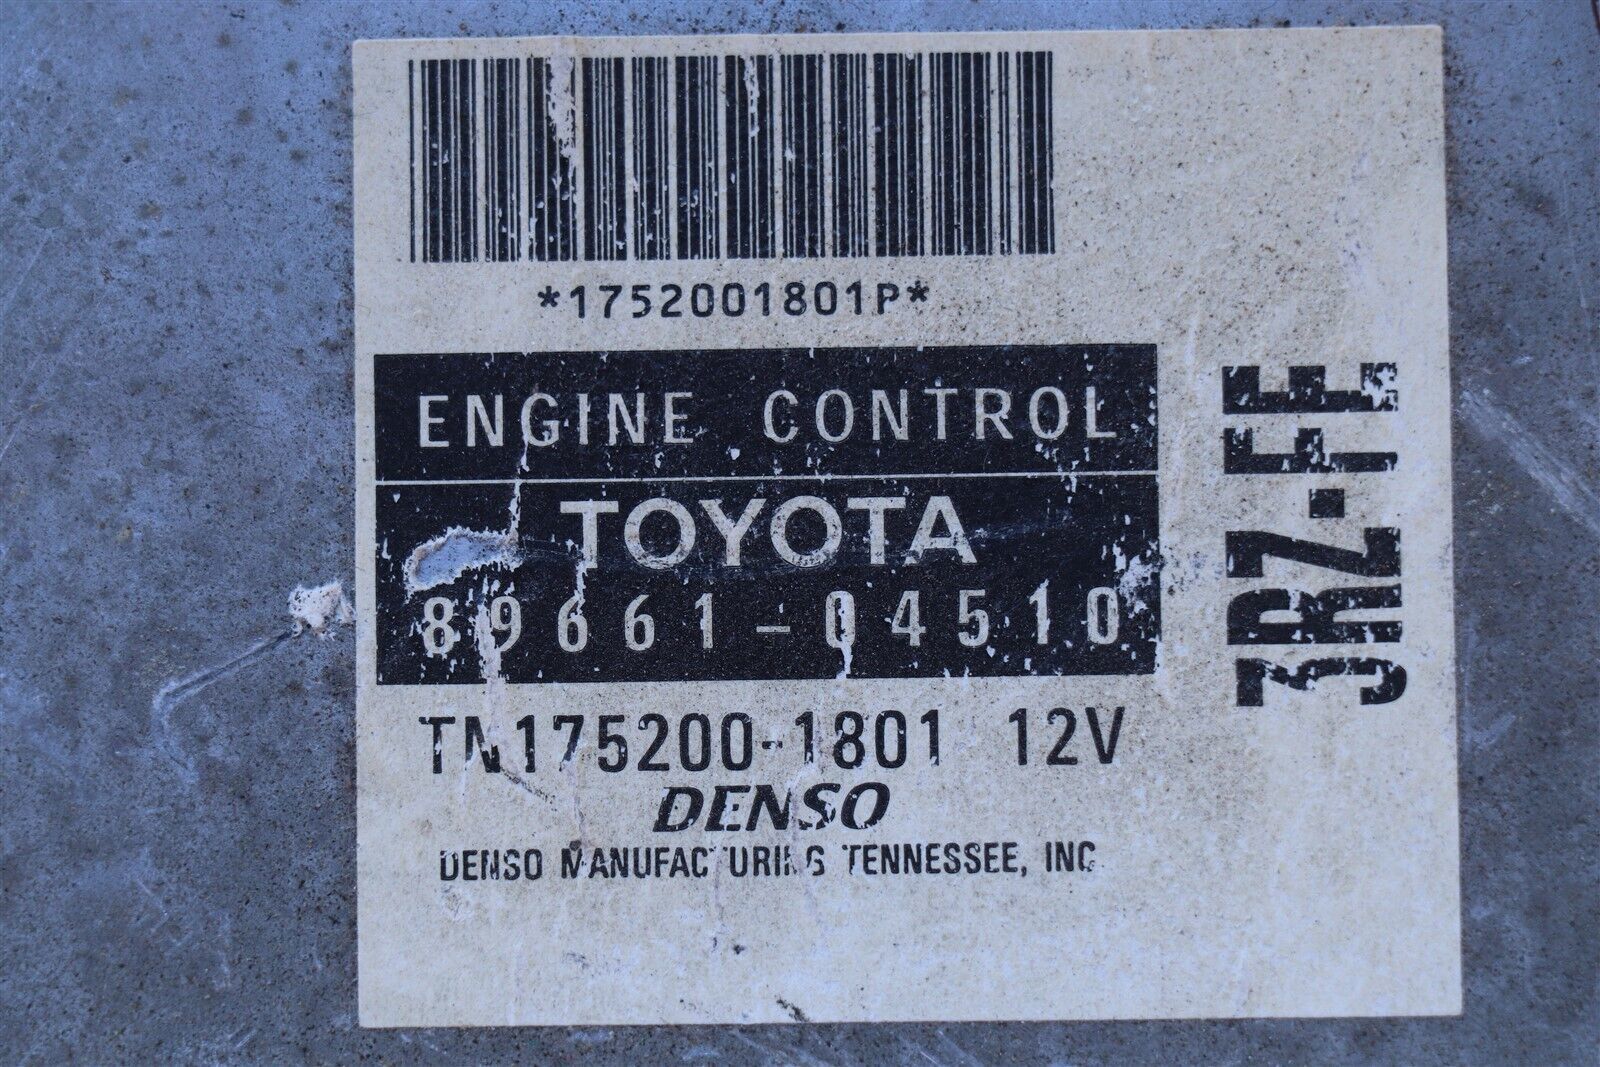 *1752001801P*
ENGINE CONTROL
TOYOTA
89661-04510
TN175200-1801 12V
DENSO
DENSO MANUFACTURING TENNESSEE, INC.
3RZ-FE